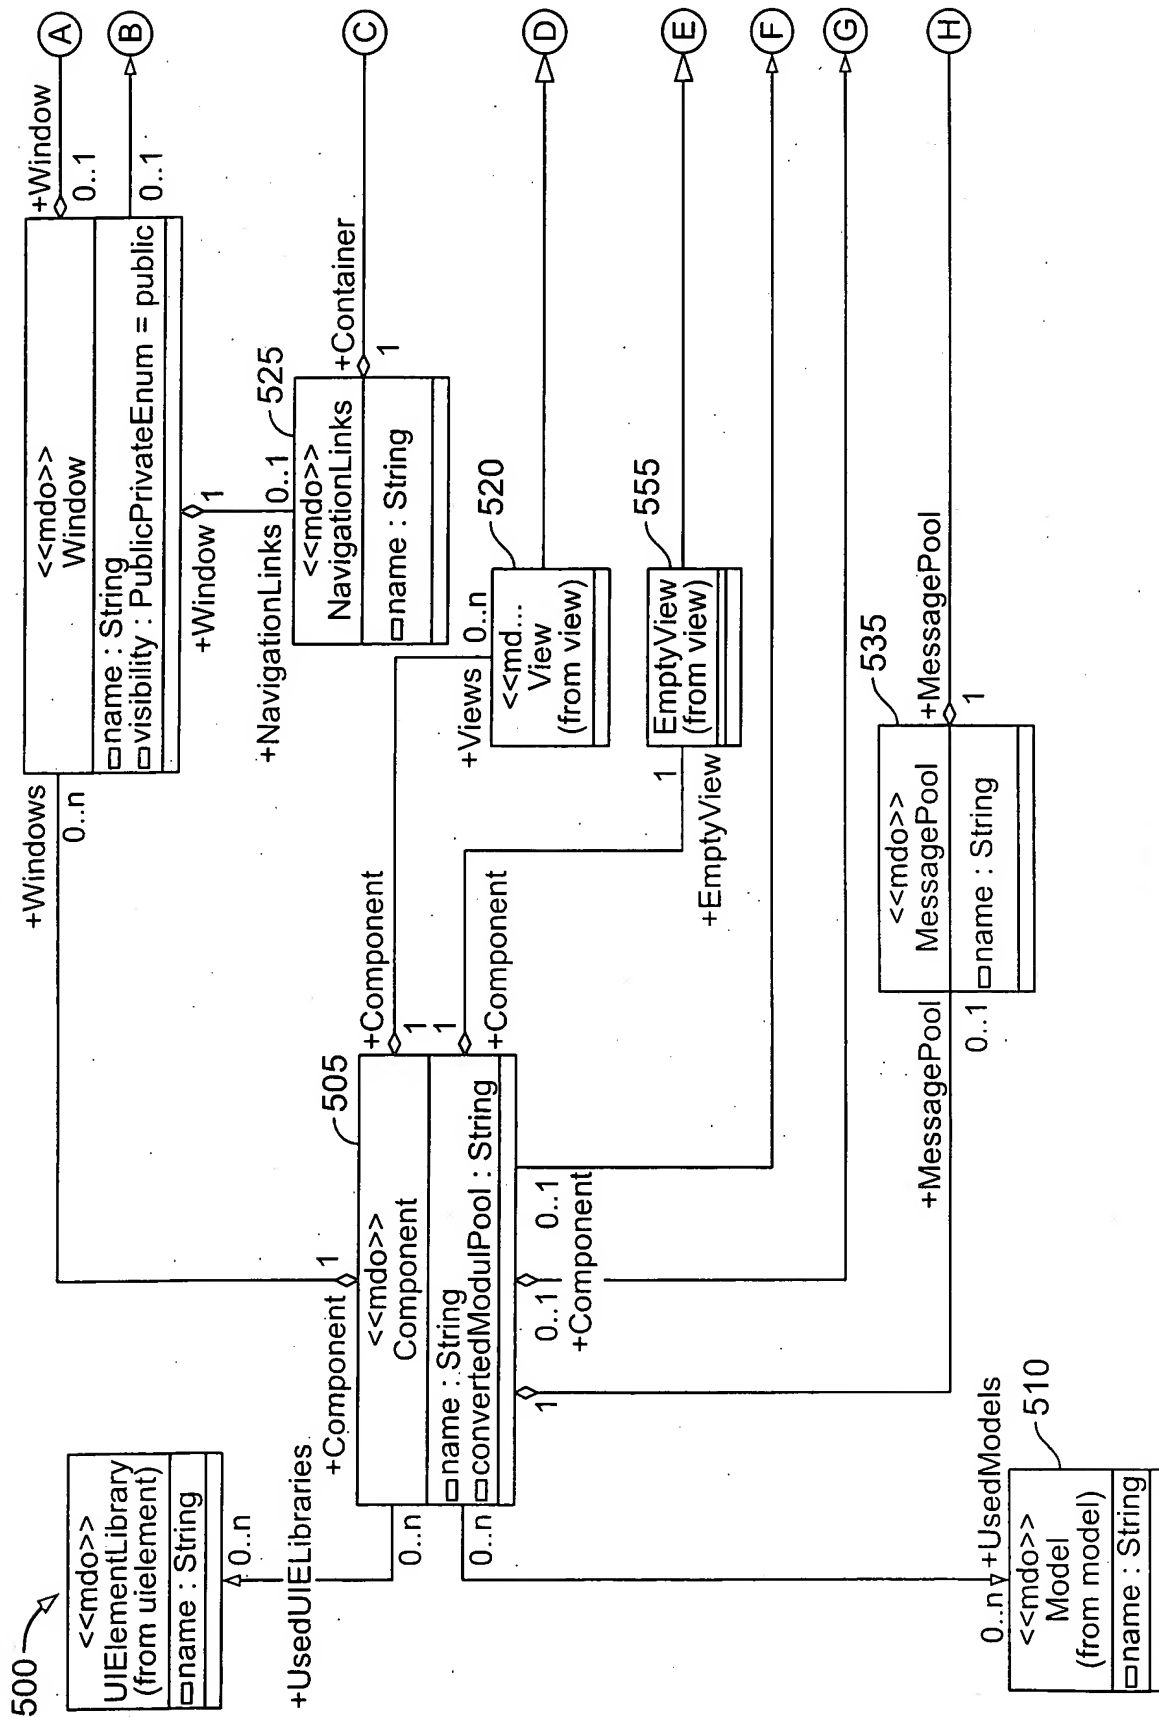 500
<<mdo>>
UIElementLibrary
(from uielement)
name : String
0..n
+UsedUIELibraries
0..n
0..n
0..n
+UsedModels
510
<<mdo>>
Model
(from model)
name : String
505
<<mdo>>
Component
name : String
convertedModulPool : String
+Component
1
+Component
1
1
+Component
0..1
0..1
+Component
1
+Windows
0..n
<<mdo>>
Window
name : String
visibility : PublicPrivateEnum = public
+Window
0..1
0..1
+Window
1
+NavigationLinks
0..1
525
<<mdo>>
NavigationLinks
name : String
+Container
1
+Views
0..n
520
<<md...
View
(from view)
1
+EmptyView
555
EmptyView
(from view)
+MessagePool
0..1
535
<<mdo>>
MessagePool
name : String
+MessagePool
1
A
B
C
D
E
F
G
H